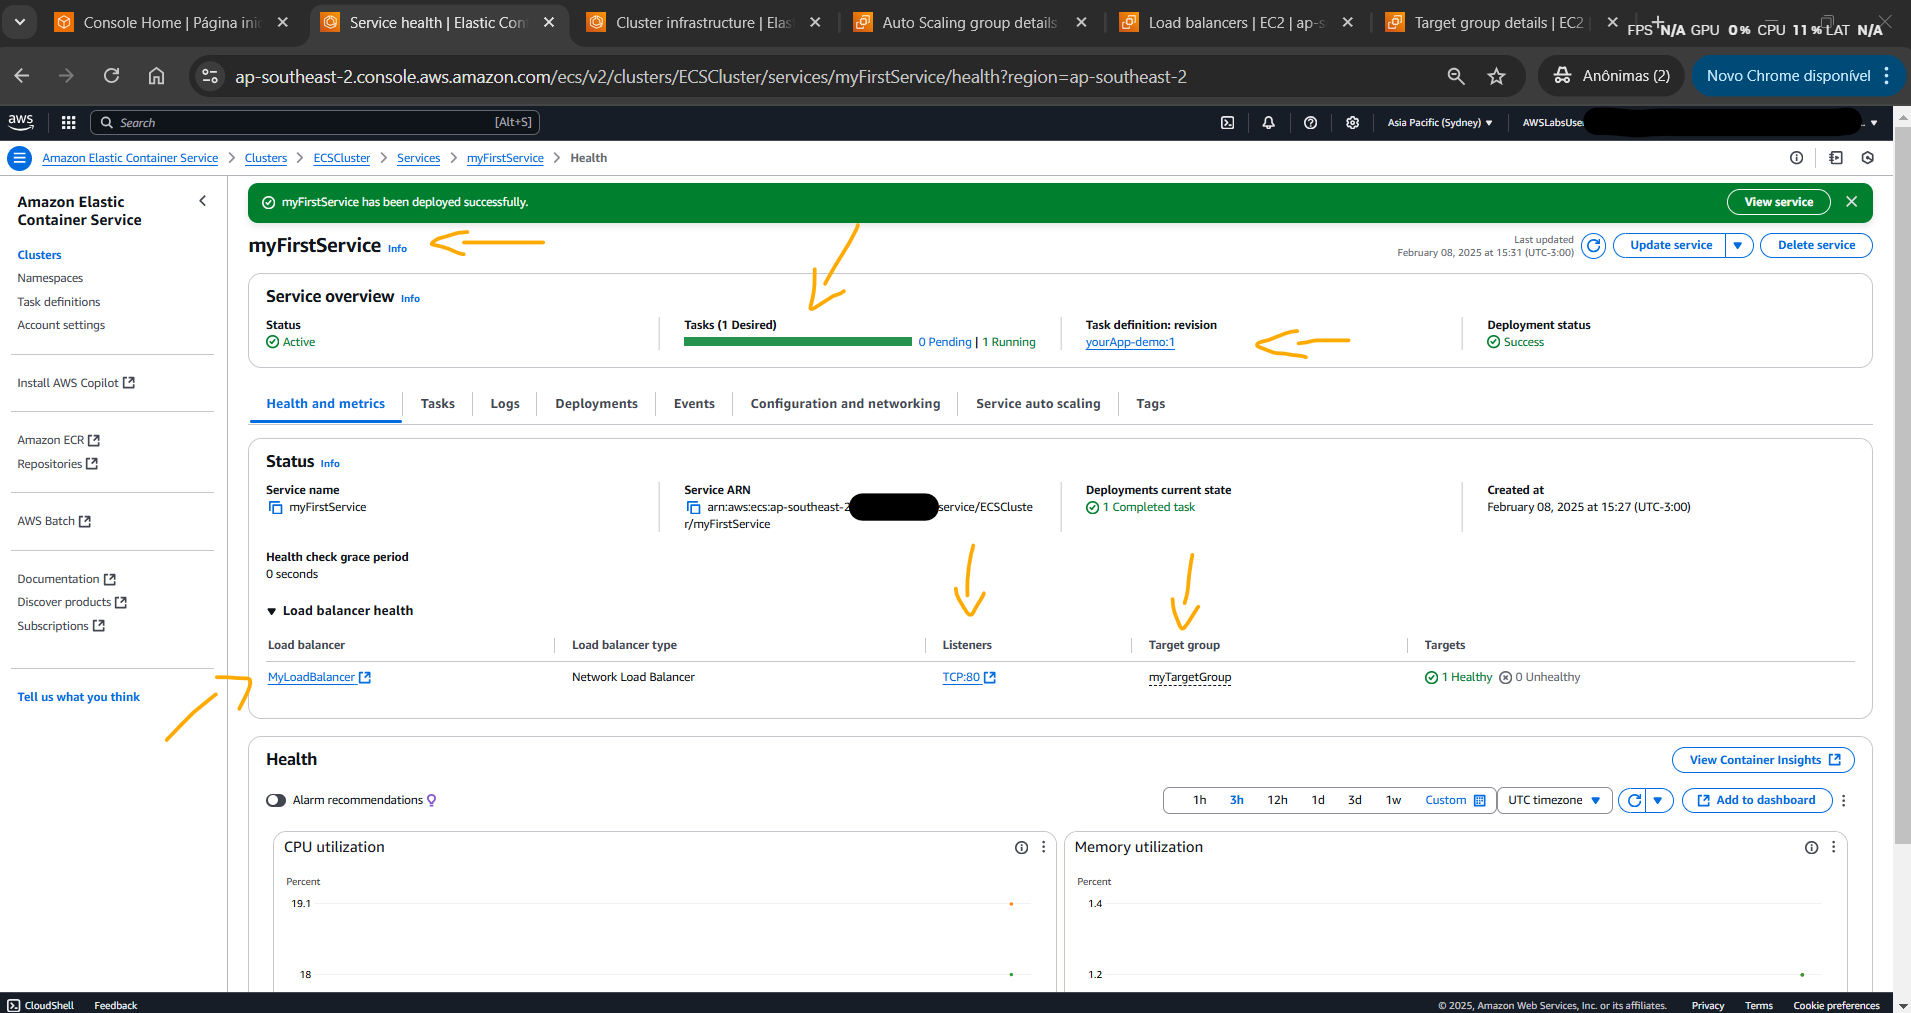 Console Home | Página ini
Service health | Elastic Con
Cluster infrastructure | Elas
Auto Scaling group details
Load balancers | EC2 | ap-s
Target group details | EC2
FPS N/A GPU 0% CPU 11% LAT N/A
ap-southeast-2.console.aws.amazon.com/ecs/v2/clusters/ECSCluster/services/myFirstService/health?region=ap-southeast-2
Anônimas (2)
Novo Chrome disponível
aws
Search
[Alt+S]
Asia Pacific (Sydney)
AWSLabsUse
Amazon Elastic Container Service > Clusters > ECSCluster > Services > myFirstService > Health
Amazon Elastic
Container Service
Clusters
Namespaces
Task definitions
Account settings
Install AWS Copilot
Amazon ECR
Repositories
AWS Batch
Documentation
Discover products
Subscriptions
Tell us what you think
myFirstService has been deployed successfully.
View service
myFirstService Info
Last updated
February 08, 2025 at 15:31 (UTC-3:00)
Update service
Delete service
Service overview Info
Status
Active
Tasks (1 Desired)
0 Pending | 1 Running
Task definition: revision
yourApp-demo:1
Deployment status
Success
Health and metrics
Tasks
Logs
Deployments
Events
Configuration and networking
Service auto scaling
Tags
Status Info
Service name
myFirstService
Service ARN
arn:aws:ecs:ap-southeast-2 service/ECSCluste
r/myFirstService
Deployments current state
1 Completed task
Created at
February 08, 2025 at 15:27 (UTC-3:00)
Health check grace period
0 seconds
Load balancer health
Load balancer
Load balancer type
Listeners
Target group
Targets
MyLoadBalancer
Network Load Balancer
TCP:80
myTargetGroup
1 Healthy 0 Unhealthy
Health
View Container Insights
Alarm recommendations
1h 3h 12h 1d 3d 1w Custom
UTC timezone
Add to dashboard
CPU utilization
Percent
19.1
18
Memory utilization
Percent
1.4
1.2
CloudShell
Feedback
© 2025, Amazon Web Services, Inc. or its affiliates.
Privacy
Terms
Cookie preferences